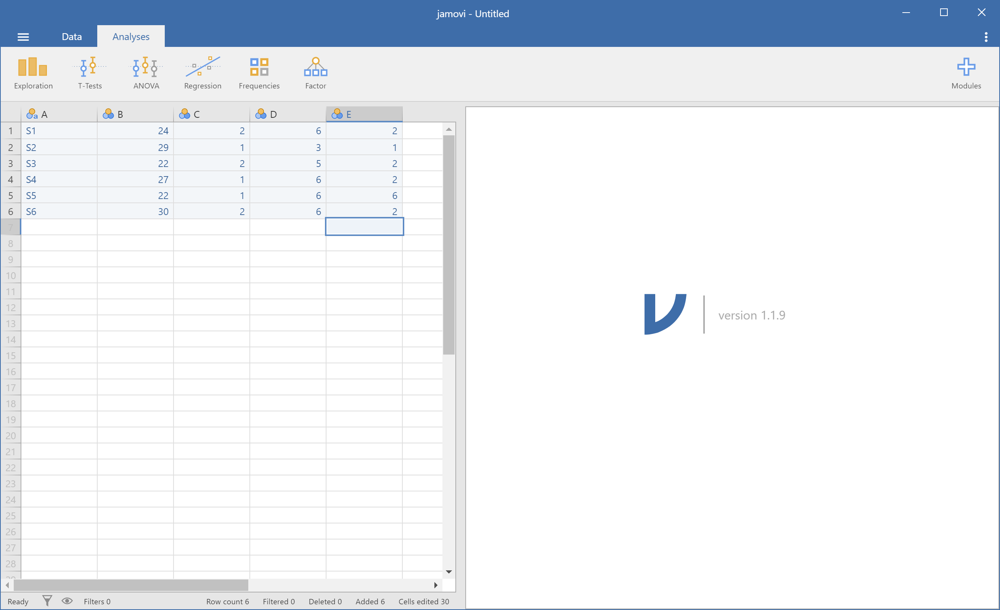 jamovi - Untitled
Data Analyses
Exploration T-Tests ANOVA Regression Frequencies Factor Modules
a A B C D E
1 S1 24 2 6 2
2 S2 29 1 3 1
3 S3 22 2 5 2
4 S4 27 1 6 2
5 S5 22 1 6 6
6 S6 30 2 6 2
7
8
9
10
11
12
version 1.1.9
13
14
15
16
17
18
19
20
21
22
23
24
25
26
27
28
29
Ready Filters 0 Row count 6 Filtered 0 Deleted 0 Added 6 Cells edited 30